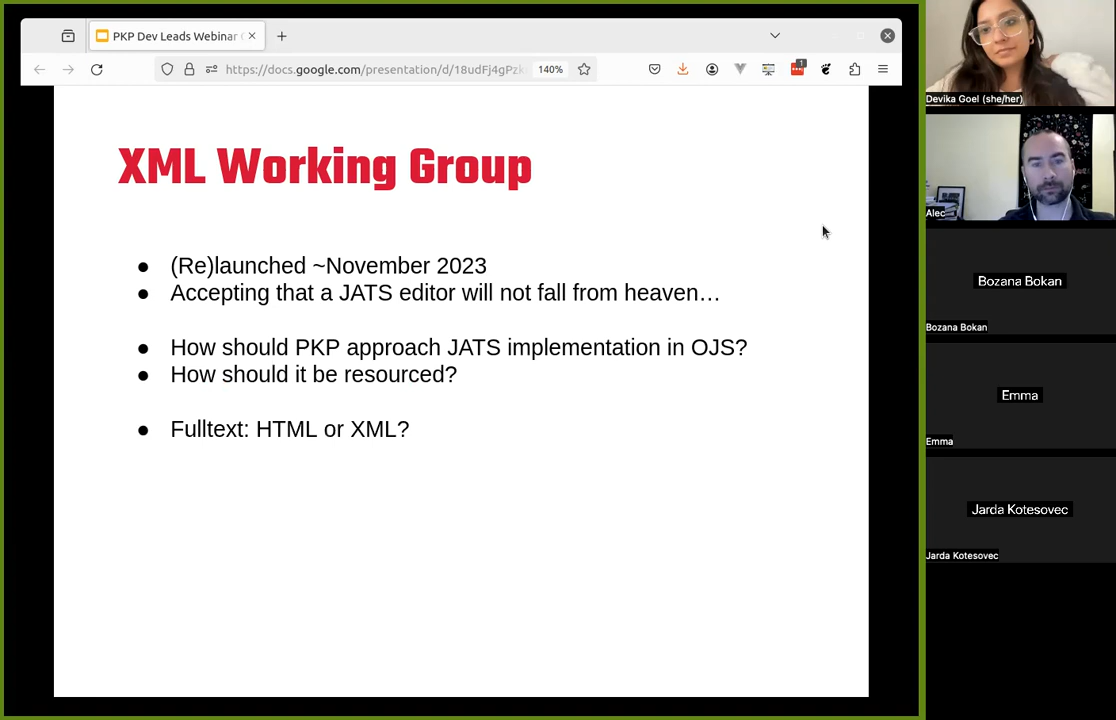 PKP Dev Leads Webinar
https://docs.google.com/presentation/d/18udFj4gPzk
140%
1
XML Working Group
● (Re)launched ~November 2023
● Accepting that a JATS editor will not fall from heaven…
● How should PKP approach JATS implementation in OJS?
● How should it be resourced?
● Fulltext: HTML or XML?
Devika Goel (she/her)
Alec
Bozana Bokan
Bozana Bokan
Emma
Emma
Jarda Kotesovec
Jarda Kotesovec